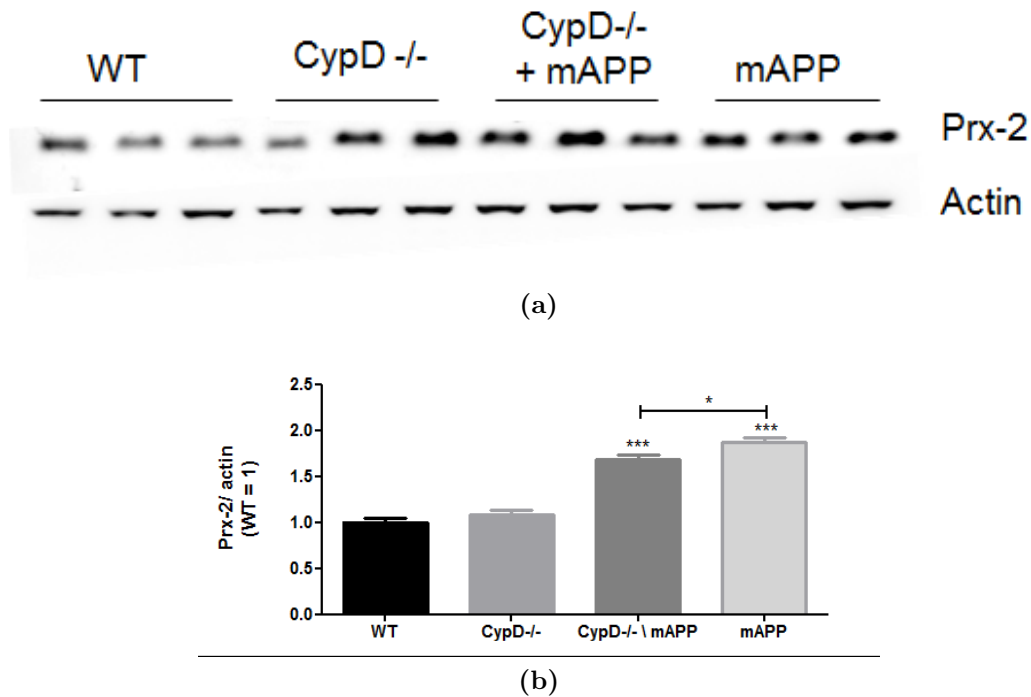 WT
CypD -/-
CypD-/-
+ mAPP
mAPP
Prx-2
Actin
(a)
Prx-2/ actin
(WT = 1)
2.5
2.0
1.5
1.0
0.5
0.0
***
*
***
WT
CypD-/-
CypD-/- \ mAPP
mAPP
(b)